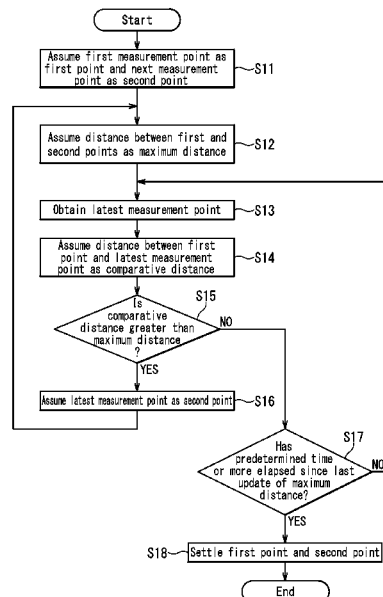 Start
Assume first measurement point as
first point and next measurement
point as second point
S11
Assume distance between first and
second points as maximum distance
S12
Obtain latest measurement point
S13
Assume distance between first
point and latest measurement
point as comparative distance
S14
Is
comparative
distance greater than
maximum distance
?
S15
NO
YES
Assume latest measurement point as second point
S16
Has
predetermined time
or more elapsed since last
update of maximum
distance?
S17
NO
YES
S18
Settle first point and second point
End